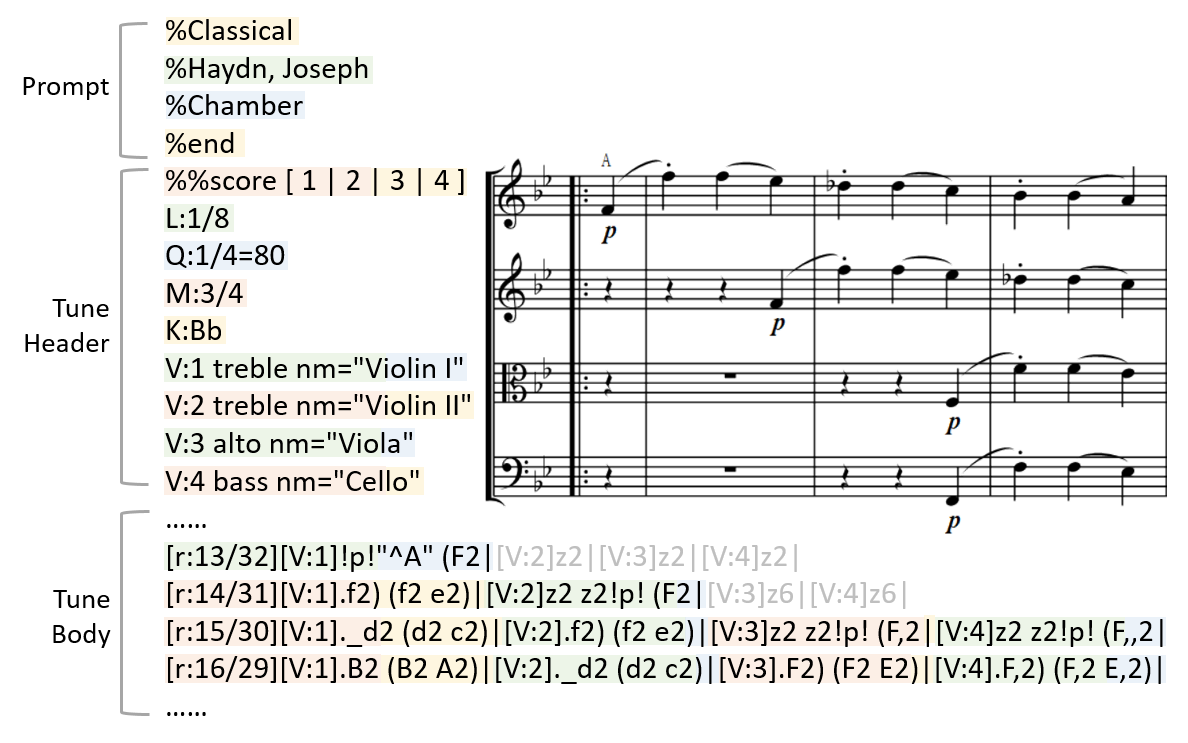 Prompt
%Classical
%Haydn, Joseph
%Chamber
%end
Tune
Header
%%score [ 1 | 2 | 3 | 4 ]
L:1/8
Q:1/4=80
M:3/4
K:Bb
V:1 treble nm="Violin I"
V:2 treble nm="Violin II"
V:3 alto nm="Viola"
V:4 bass nm="Cello"
A
p
p
p
p
Tune
Body
......
[r:13/32][V:1]!p!"^A" (F2|[V:2]z2|[V:3]z2|[V:4]z2|
[r:14/31][V:1].f2) (f2 e2)|[V:2]z2 z2!p! (F2|[V:3]z6|[V:4]z6|
[r:15/30][V:1]._d2 (d2 c2)|[V:2].f2) (f2 e2)|[V:3]z2 z2!p! (F,2|[V:4]z2 z2!p! (F,,2|
[r:16/29][V:1].B2 (B2 A2)|[V:2]._d2 (d2 c2)|[V:3].F2) (F2 E2)|[V:4].F,2) (F,2 E,2)|
......